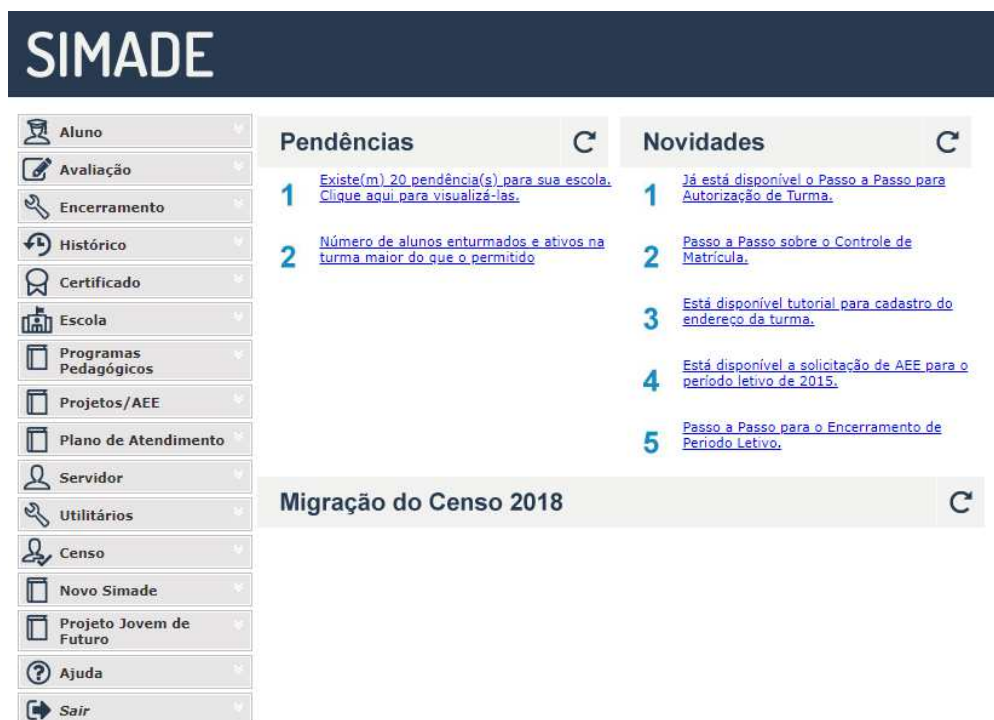 SIMADE
Aluno
Avaliação
Encerramento
Histórico
Certificado
Escola
Programas
Pedagógicos
Projetos/AEE
Plano de Atendimento
Servidor
Utilitários
Censo
Novo Simade
Projeto Jovem de
Futuro
Ajuda
Sair
Pendências
1
Existe(m) 20 pendência(s) para sua escola.
Clique aqui para visualizá-las.
2
Número de alunos enturmados e ativos na
turma maior do que o permitido
Novidades
1
Já está disponível o Passo a Passo para
Autorização de Turma.
2
Passo a Passo sobre o Controle de
Matrícula.
3
Está disponível tutorial para cadastro do
endereço da turma.
4
Está disponível a solicitação de AEE para o
período letivo de 2015.
5
Passo a Passo para o Encerramento de
Periodo Letivo.
Migração do Censo 2018